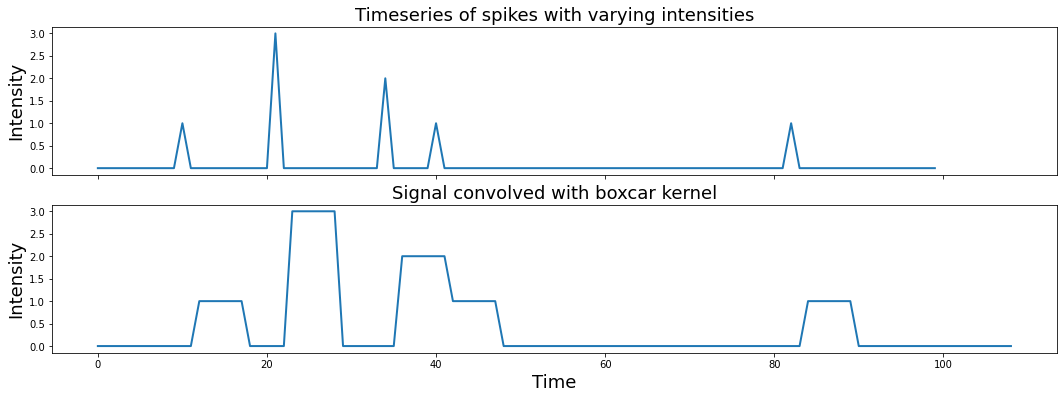 Timeseries of spikes with varying intensities
Intensity
3.0
2.5
2.0
1.5
1.0
0.5
0.0
Signal convolved with boxcar kernel
Intensity
3.0
2.5
2.0
1.5
1.0
0.5
0.0
0 20 40 60 80 100
Time